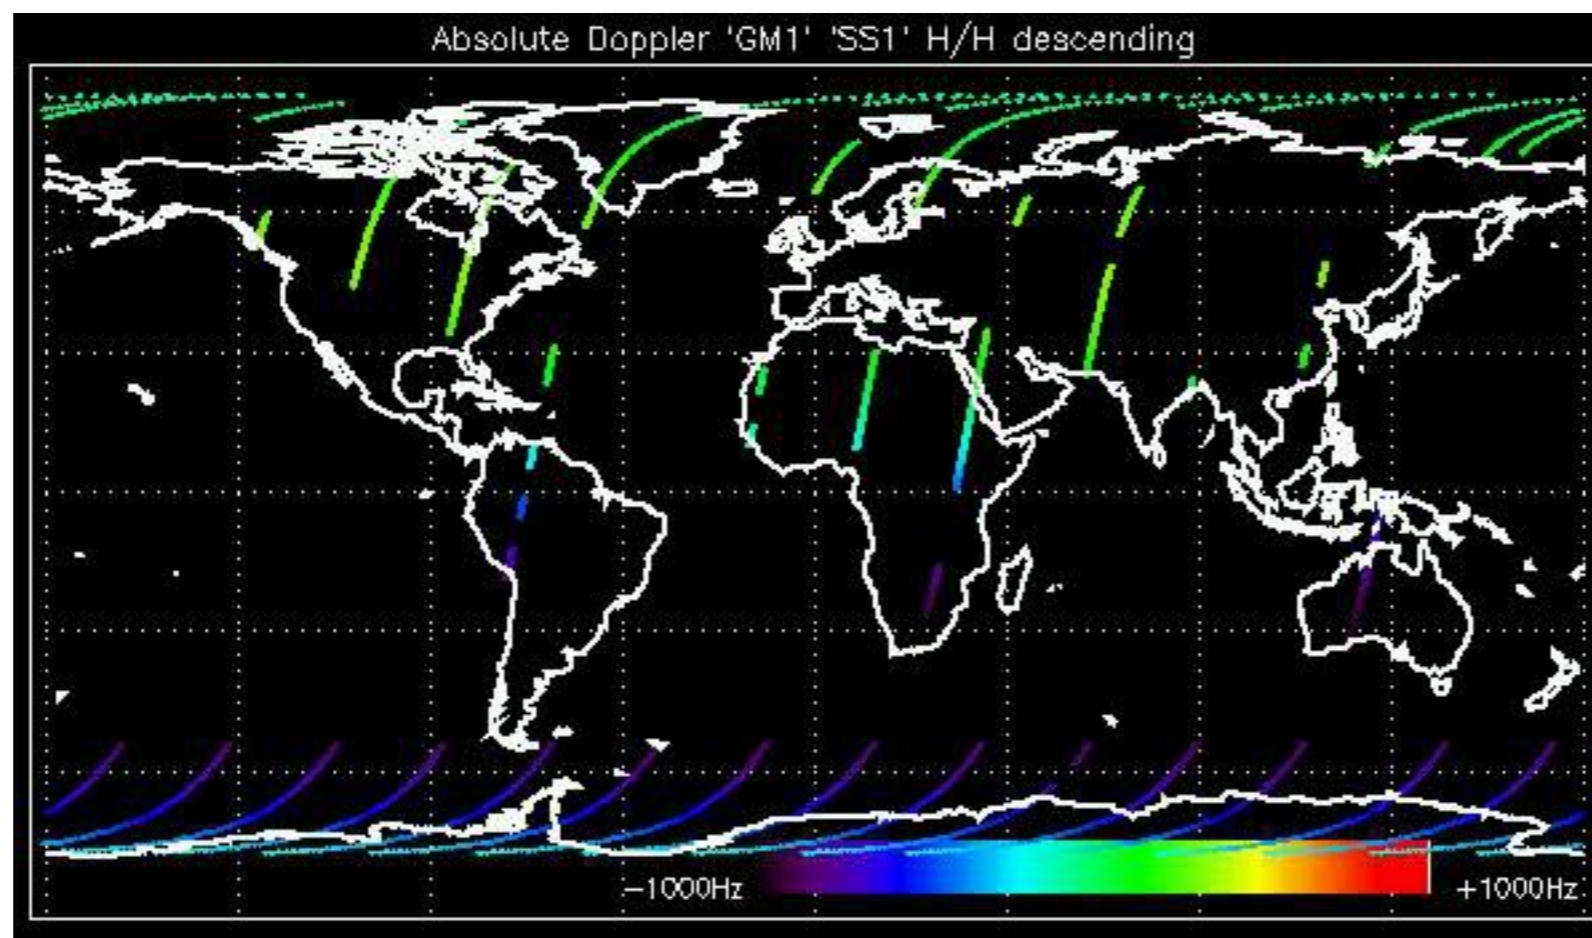 Absolute Doppler 'GM1' 'SS1' H/H descending
−1000Hz
+1000Hz